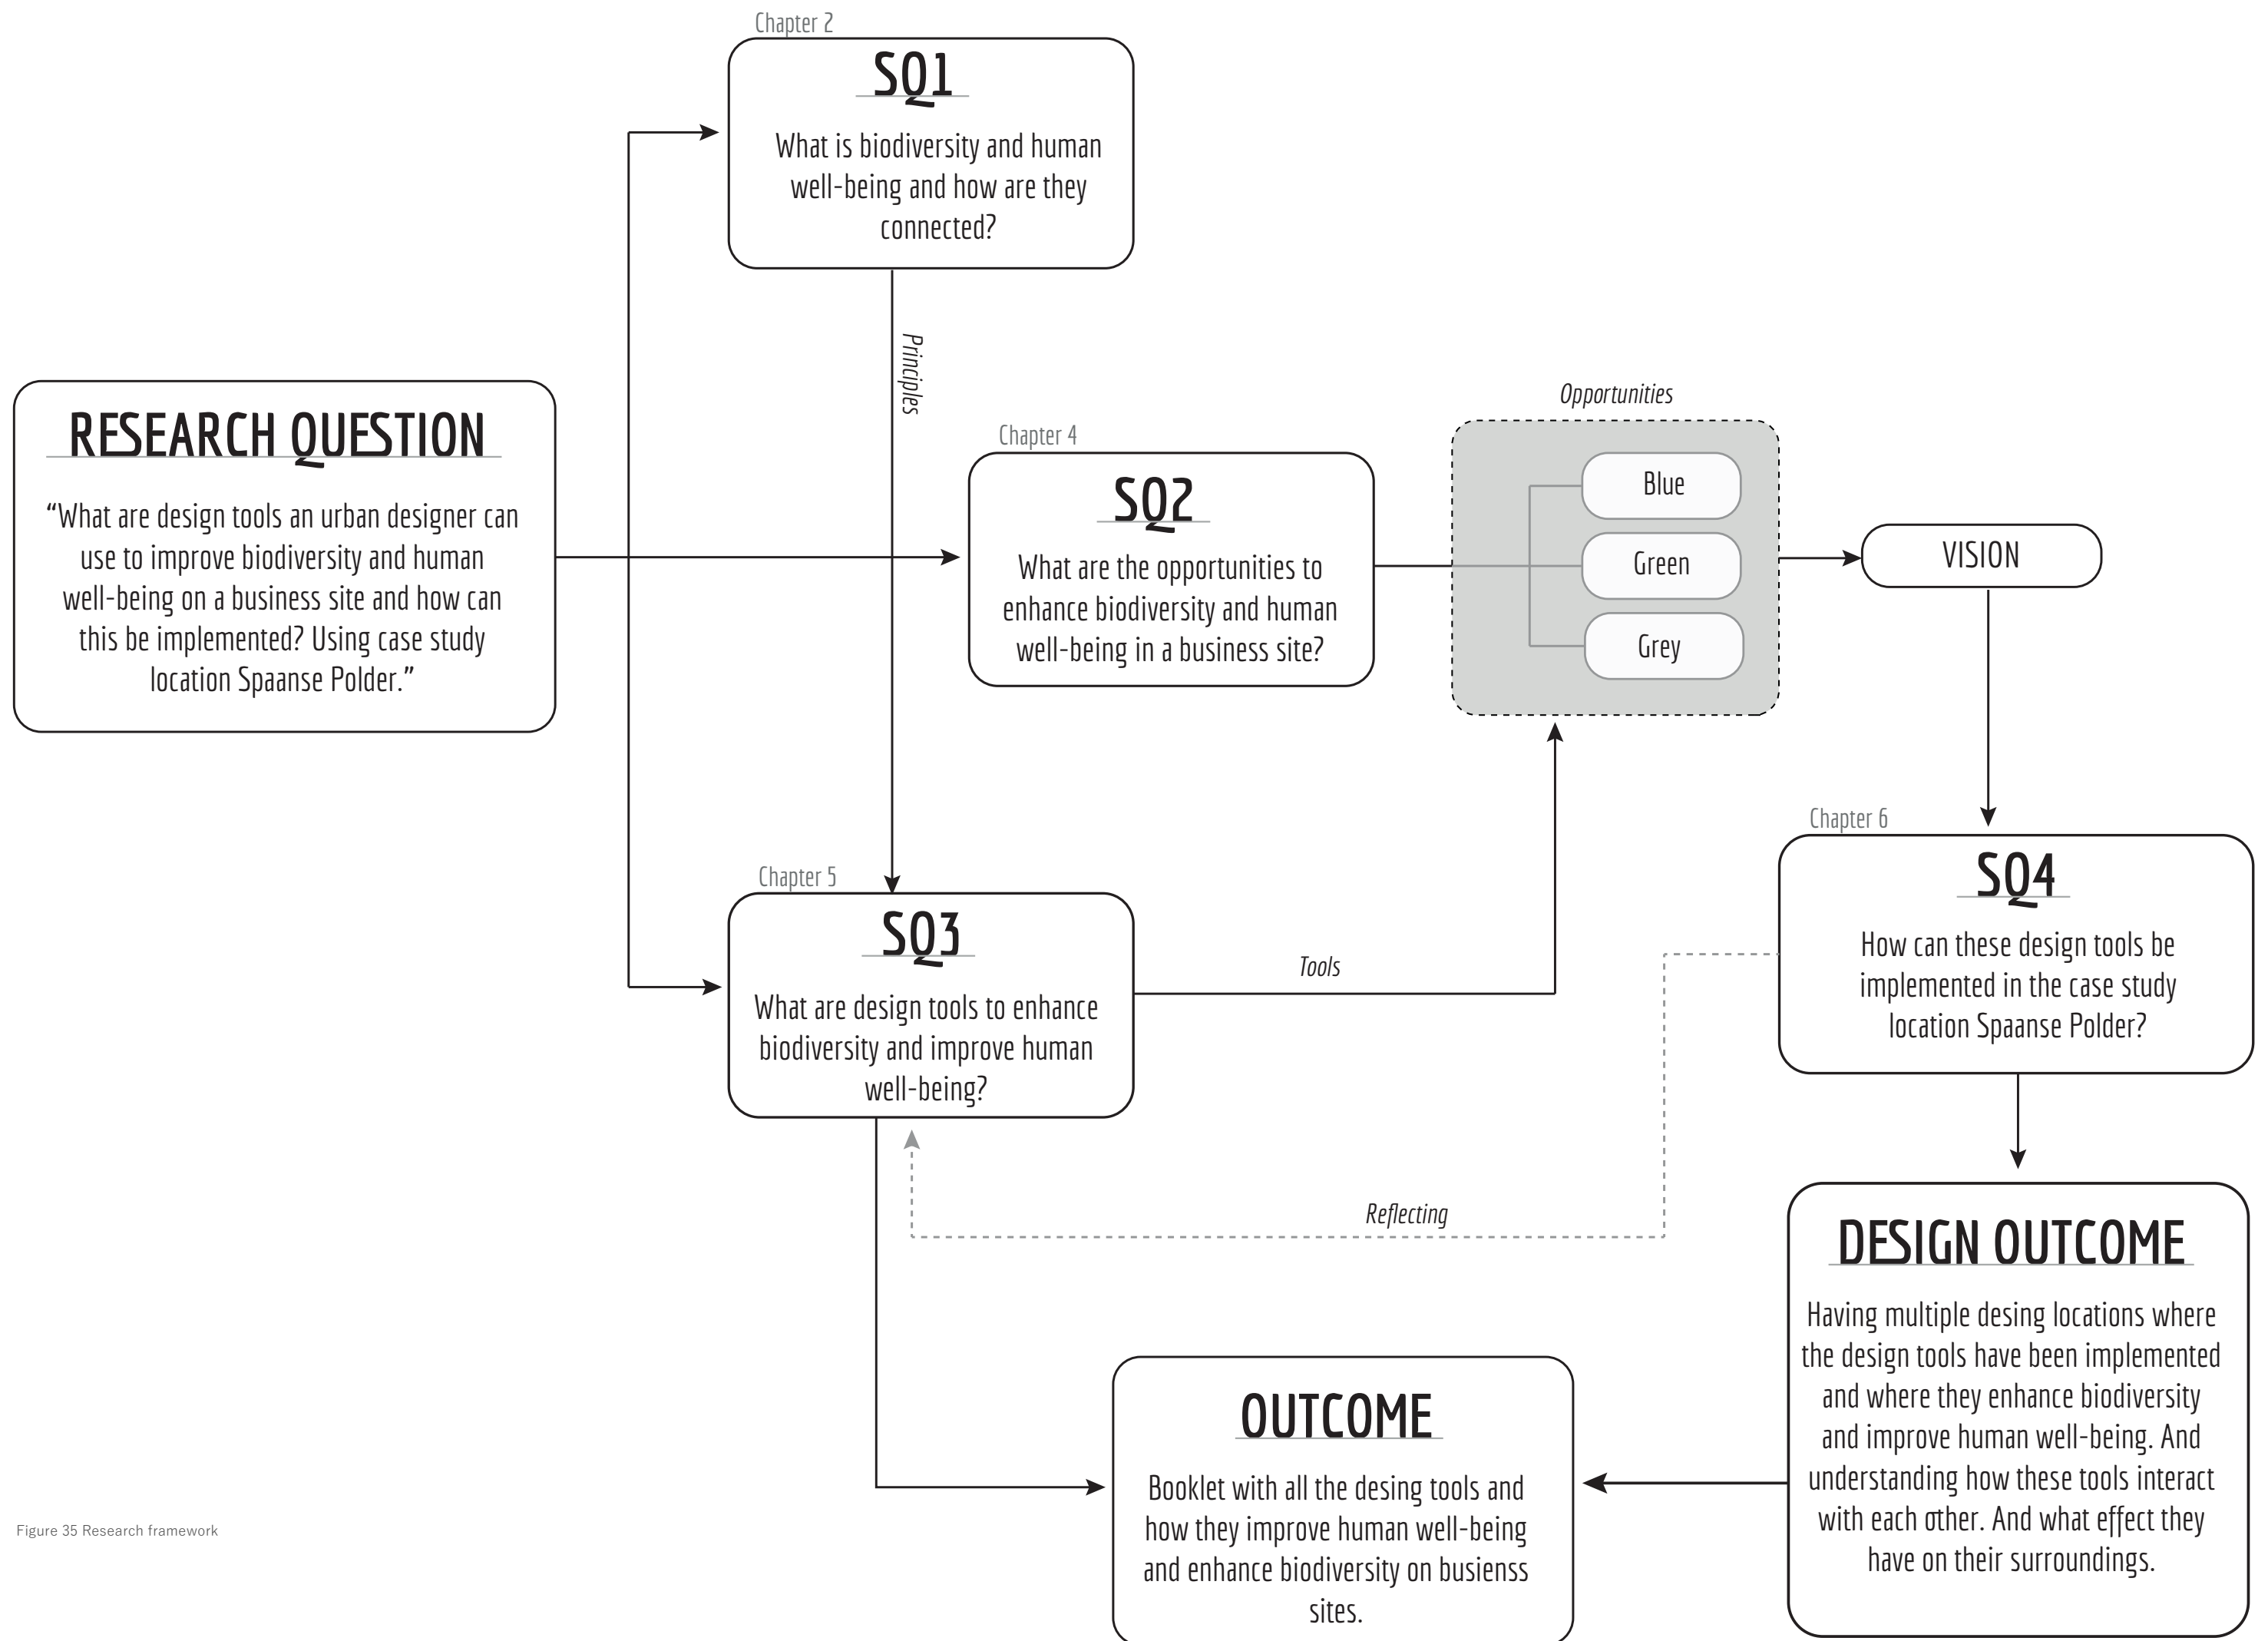 Chapter 2
SQ1
What is biodiversity and human
well-being and how are they
connected?
Principles
RESEARCH QUESTION
“What are design tools an urban designer can
use to improve biodiversity and human
well-being on a business site and how can
this be implemented? Using case study
location Spaanse Polder.”
Chapter 4
SQ2
What are the opportunities to
enhance biodiversity and human
well-being in a business site?
Opportunities
Blue
Green
Grey
VISION
Chapter 5
SQ3
What are design tools to enhance
biodiversity and improve human
well-being?
Tools
Chapter 6
SQ4
How can these design tools be
implemented in the case study
location Spaanse Polder?
Reflecting
DESIGN OUTCOME
Having multiple desing locations where
the design tools have been implemented
and where they enhance biodiversity
and improve human well-being. And
understanding how these tools interact
with each other. And what effect they
have on their surroundings.
OUTCOME
Booklet with all the desing tools and
how they improve human well-being
and enhance biodiversity on busienss
sites.
Figure 35 Research framework